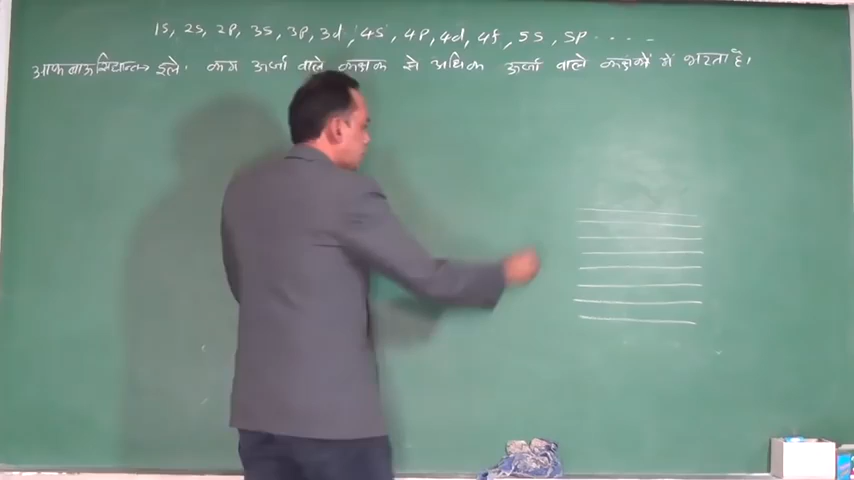 1s, 2s, 2p, 3s, 3p, 3d, 4s, 4p, 4d, 4f, 5s, 5p . . . . -
आफबाऊ सिद्धान्त → इले. कम ऊर्जा वाले कक्षक से अधिक ऊर्जा वाले कक्षकों में भरता है।